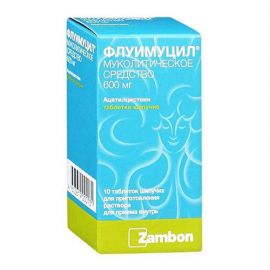 ФЛУИМУЦИЛ®
МУКОЛИТИЧЕСКОЕ
СРЕДСТВО
600 мг
Ацетилцистеин
таблетки шипучие
10 таблеток шипучих
для приготовления
раствора
для приема внутрь
Zambon